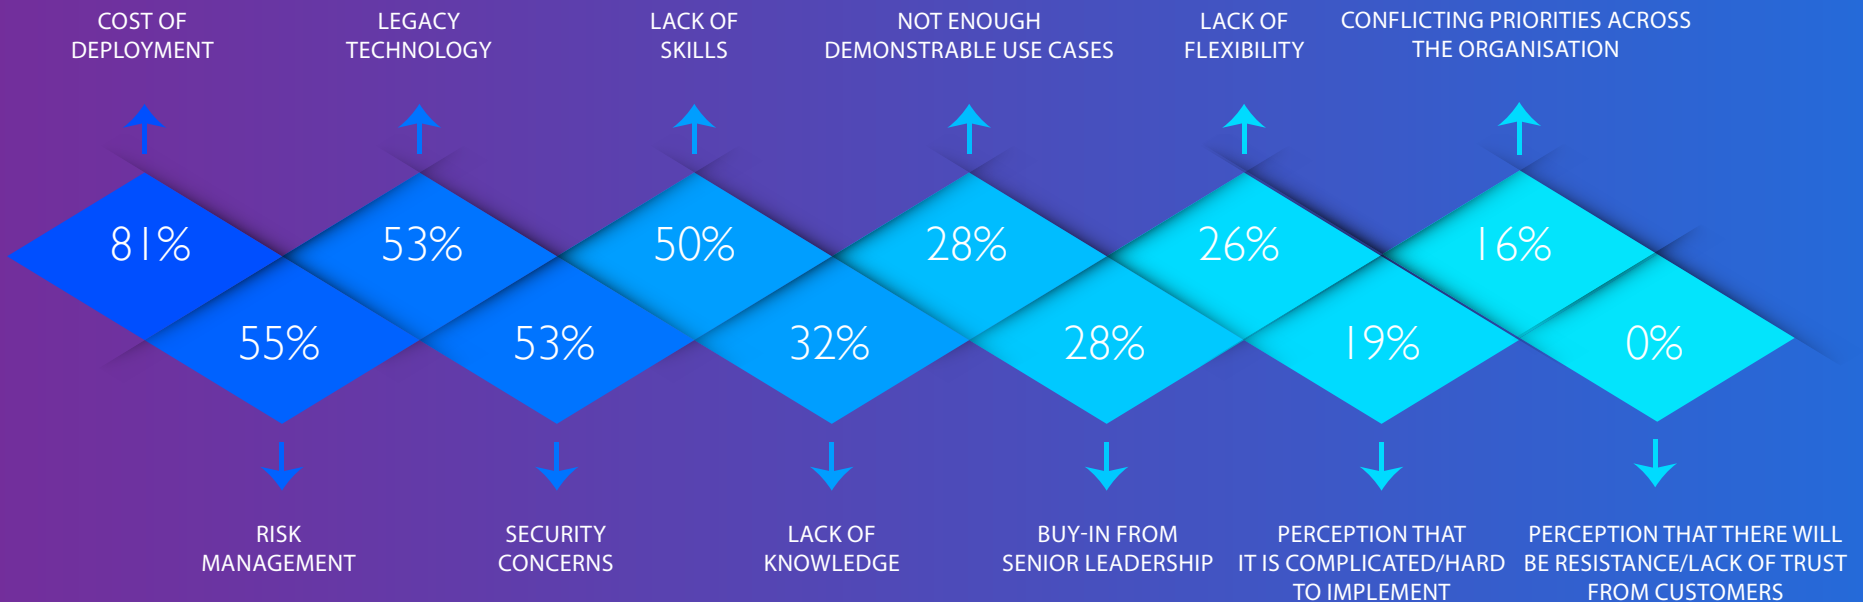 COST OF
DEPLOYMENT
LEGACY
TECHNOLOGY
LACK OF
SKILLS
NOT ENOUGH
DEMONSTRABLE USE CASES
LACK OF
FLEXIBILITY
CONFLICTING PRIORITIES ACROSS
THE ORGANISATION
81%
53%
50%
28%
26%
16%
55%
53%
32%
28%
19%
0%
RISK
MANAGEMENT
SECURITY
CONCERNS
LACK OF
KNOWLEDGE
BUY-IN FROM
SENIOR LEADERSHIP
PERCEPTION THAT
IT IS COMPLICATED/HARD
TO IMPLEMENT
PERCEPTION THAT THERE WILL
BE RESISTANCE/LACK OF TRUST
FROM CUSTOMERS